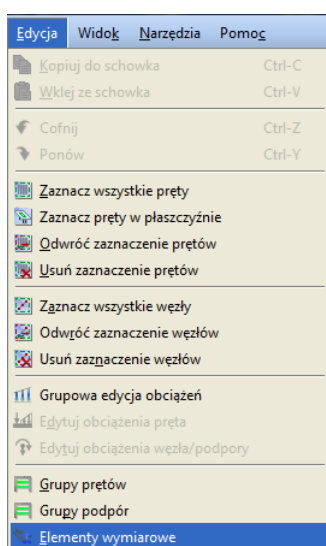 Edycja Widok Narzędzia Pomoc
Kopiuj do schowka Ctrl-C
Wklej ze schowka Ctrl-V
Cofnij Ctrl-Z
Ponów Ctrl-Y
Zaznacz wszystkie pręty
Zaznacz pręty w płaszczyźnie
Odwróć zaznaczenie prętów
Usuń zaznaczenie prętów
Zaznacz wszystkie węzły
Odwróć zaznaczenie węzłów
Usuń zaznaczenie węzłów
Grupowa edycja obciążeń
Edytuj obciążenia pręta
Edytuj obciążenia węzła/podpory
Grupy prętów
Grupy podpór
Elementy wymiarowe